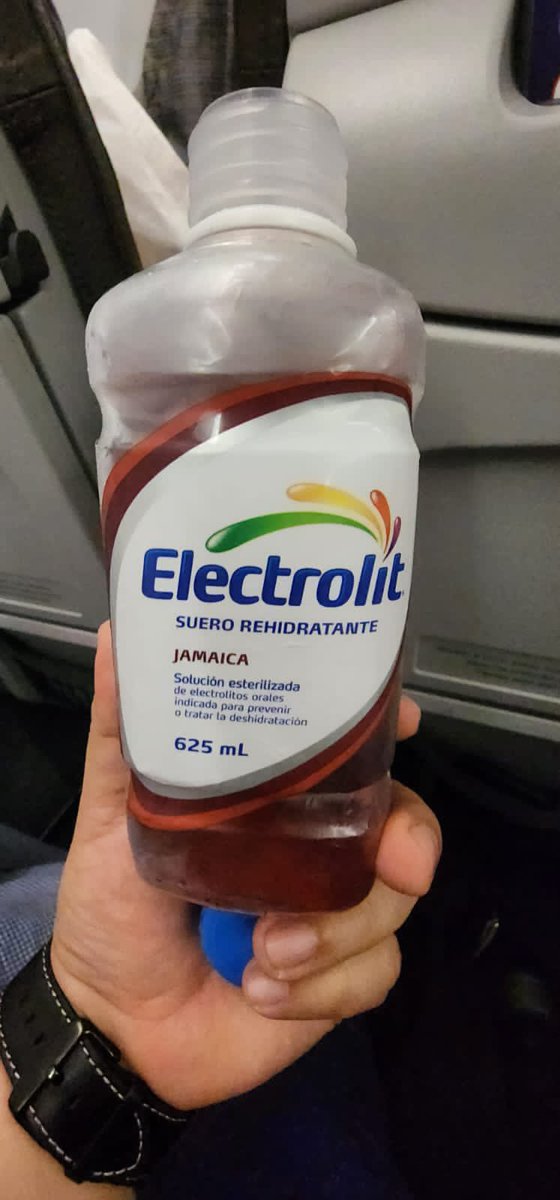 Electrolit
SUERO REHIDRATANTE
JAMAICA
Solución esterilizada
de electrolitos orales
indicada para prevenir
o tratar la deshidratación
625 mL